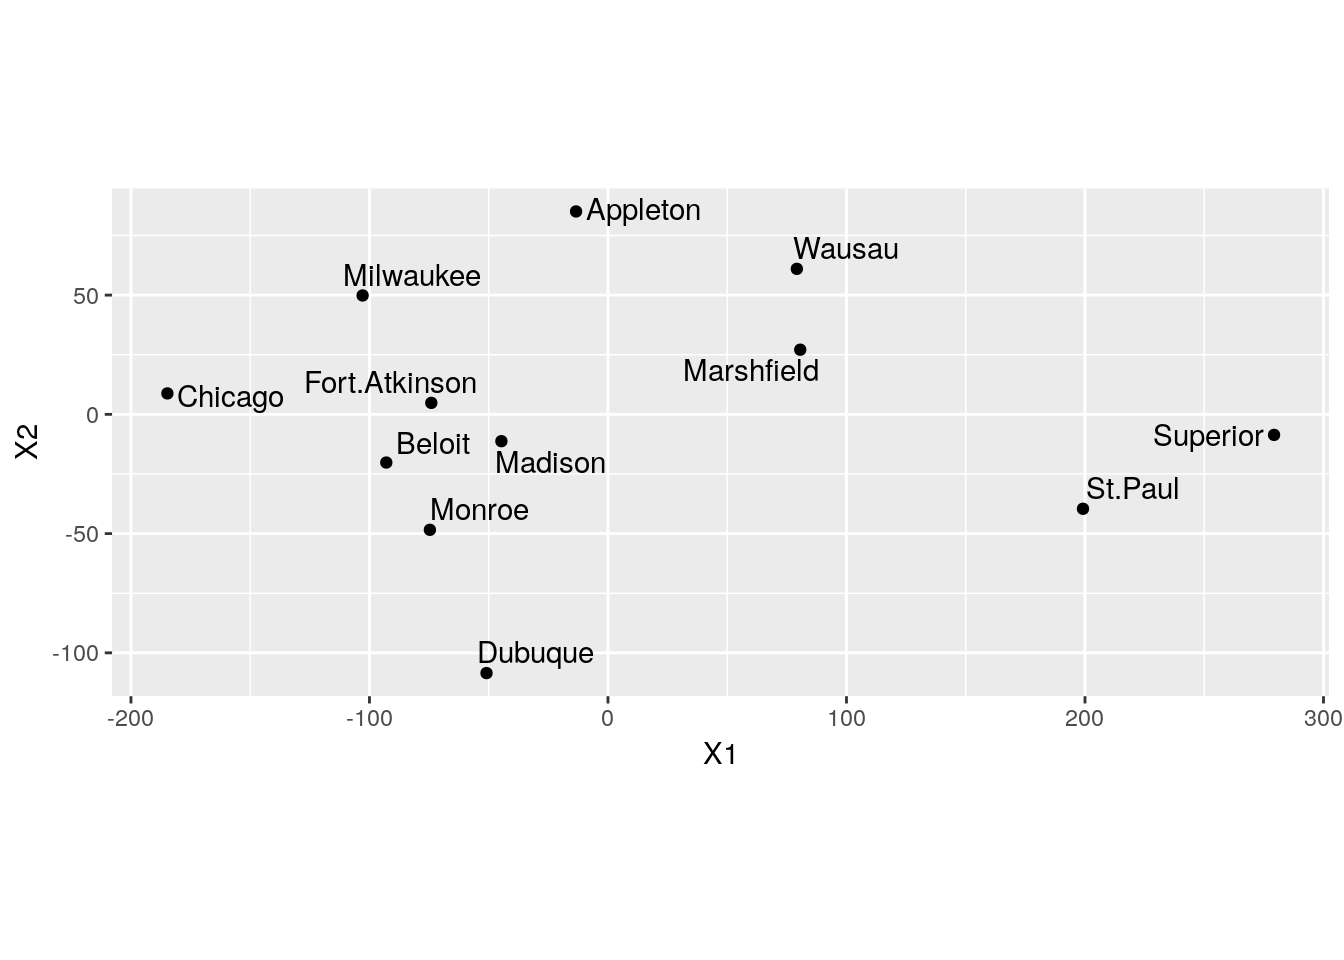 Appleton
Wausau
Milwaukee
Marshfield
Fort.Atkinson
Chicago
Superior
Beloit
Madison
St.Paul
Monroe
Dubuque
50
0
-50
-100
X2
-200
-100
0
100
200
300
X1